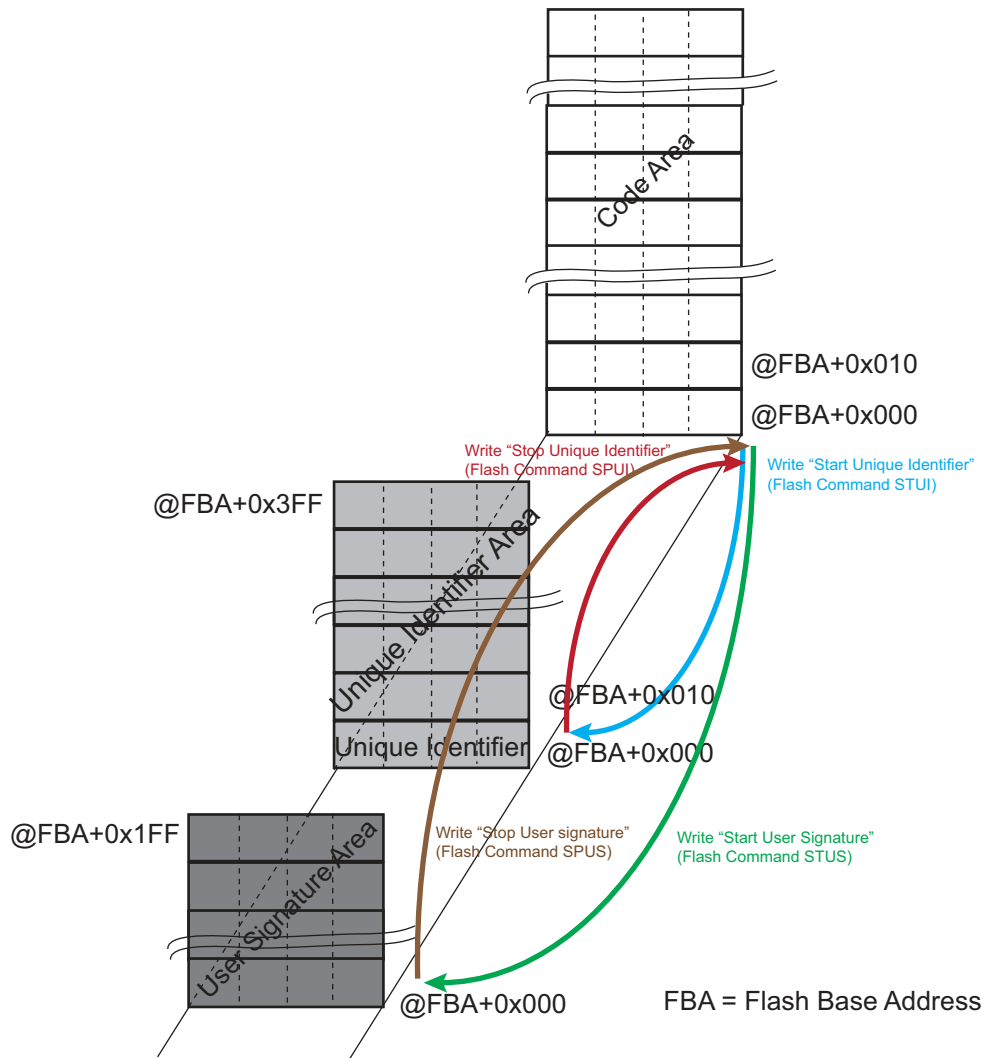 Code Area
@FBA+0x010
@FBA+0x000
Write “Stop Unique Identifier”
(Flash Command SPUI)
Write “Start Unique Identifier”
(Flash Command STUI)
@FBA+0x3FF
Unique Identifier Area
@FBA+0x010
Unique Identifier
@FBA+0x000
@FBA+0x1FF
User Signature Area
Write “Stop User signature”
(Flash Command SPUS)
Write “Start User Signature”
(Flash Command STUS)
@FBA+0x000
FBA = Flash Base Address